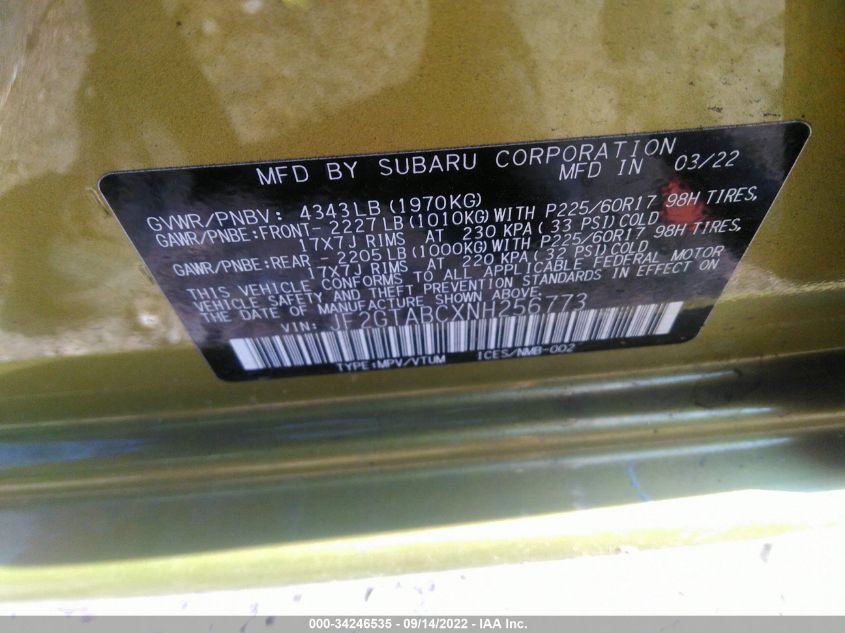 MFD BY SUBARU CORPORATION
MFD IN 03/22
GVWR/PNBV: 4343LB (1970KG)
GAWR/PNBE:FRONT- 2227LB (1010KG) WITH P225/60R17 98H TIRES,
17X7J RIMS AT 230 KPA ( 33 PSI) COLD
GAWR/PNBE:REAR - 2205LB (1000KG) WITH P225/60R17 98H TIRES,
17X7J RIMS AT 220 KPA ( 32 PSI) COLD.
THIS VEHICLE CONFORMS TO ALL APPLICABLE FEDERAL MOTOR
VEHICLE SAFETY AND THEFT PREVENTION STANDARDS IN EFFECT ON
THE DATE OF MANUFACTURE SHOWN ABOVE.
VIN: JF2GTABCXNH256773
TYPE:MPV/VTUM ICES/NMB-002
000-34246535 - 09/14/2022 - IAA Inc.